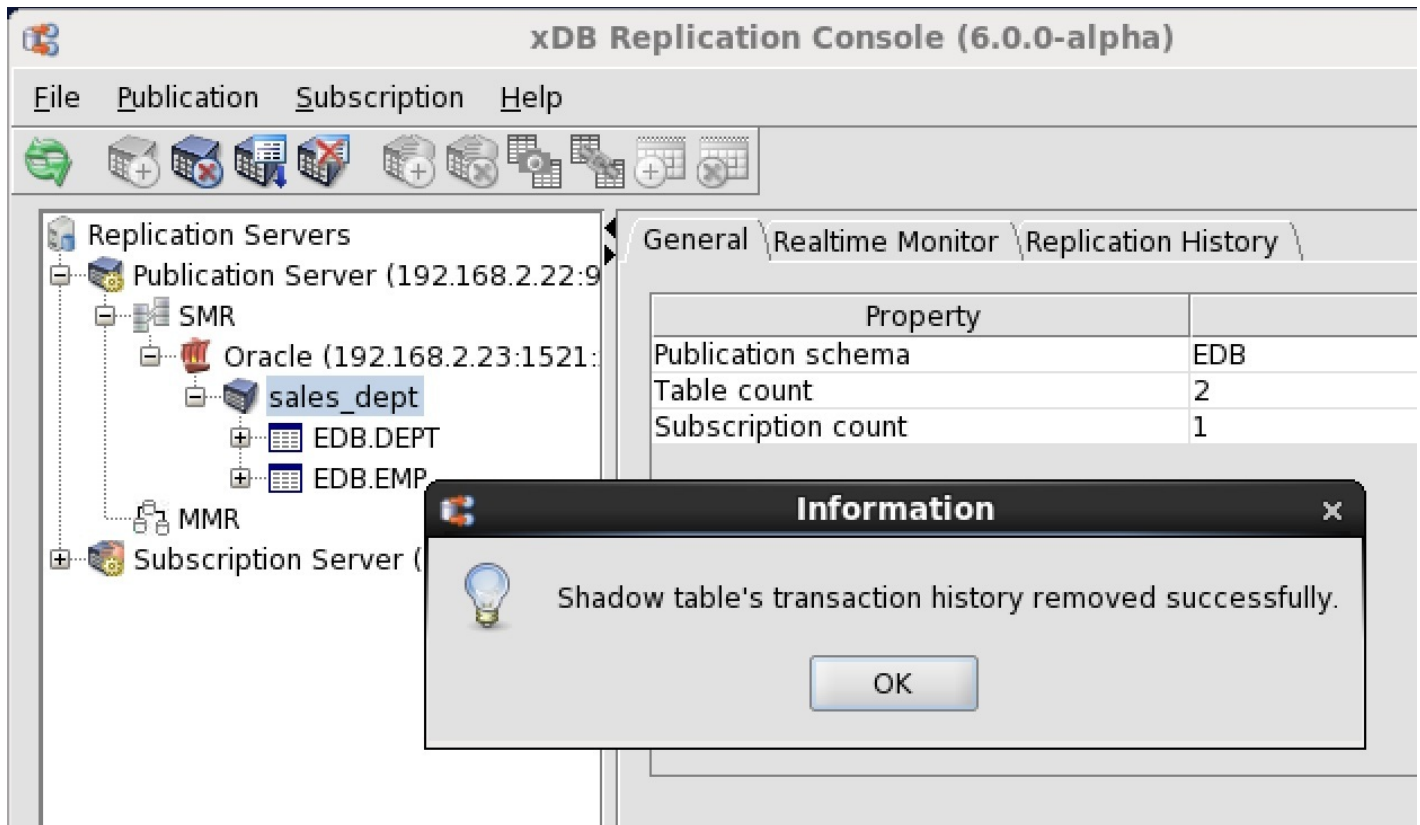 xDB Replication Console (6.0.0-alpha)
File Publication Subscription Help
Replication Servers
Publication Server (192.168.2.22:9
SMR
Oracle (192.168.2.23:1521:
sales_dept
EDB.DEPT
EDB.EMP
MMR
Subscription Server (
General Realtime Monitor Replication History
Property
Publication schema EDB
Table count 2
Subscription count 1
Information
Shadow table's transaction history removed successfully.
OK